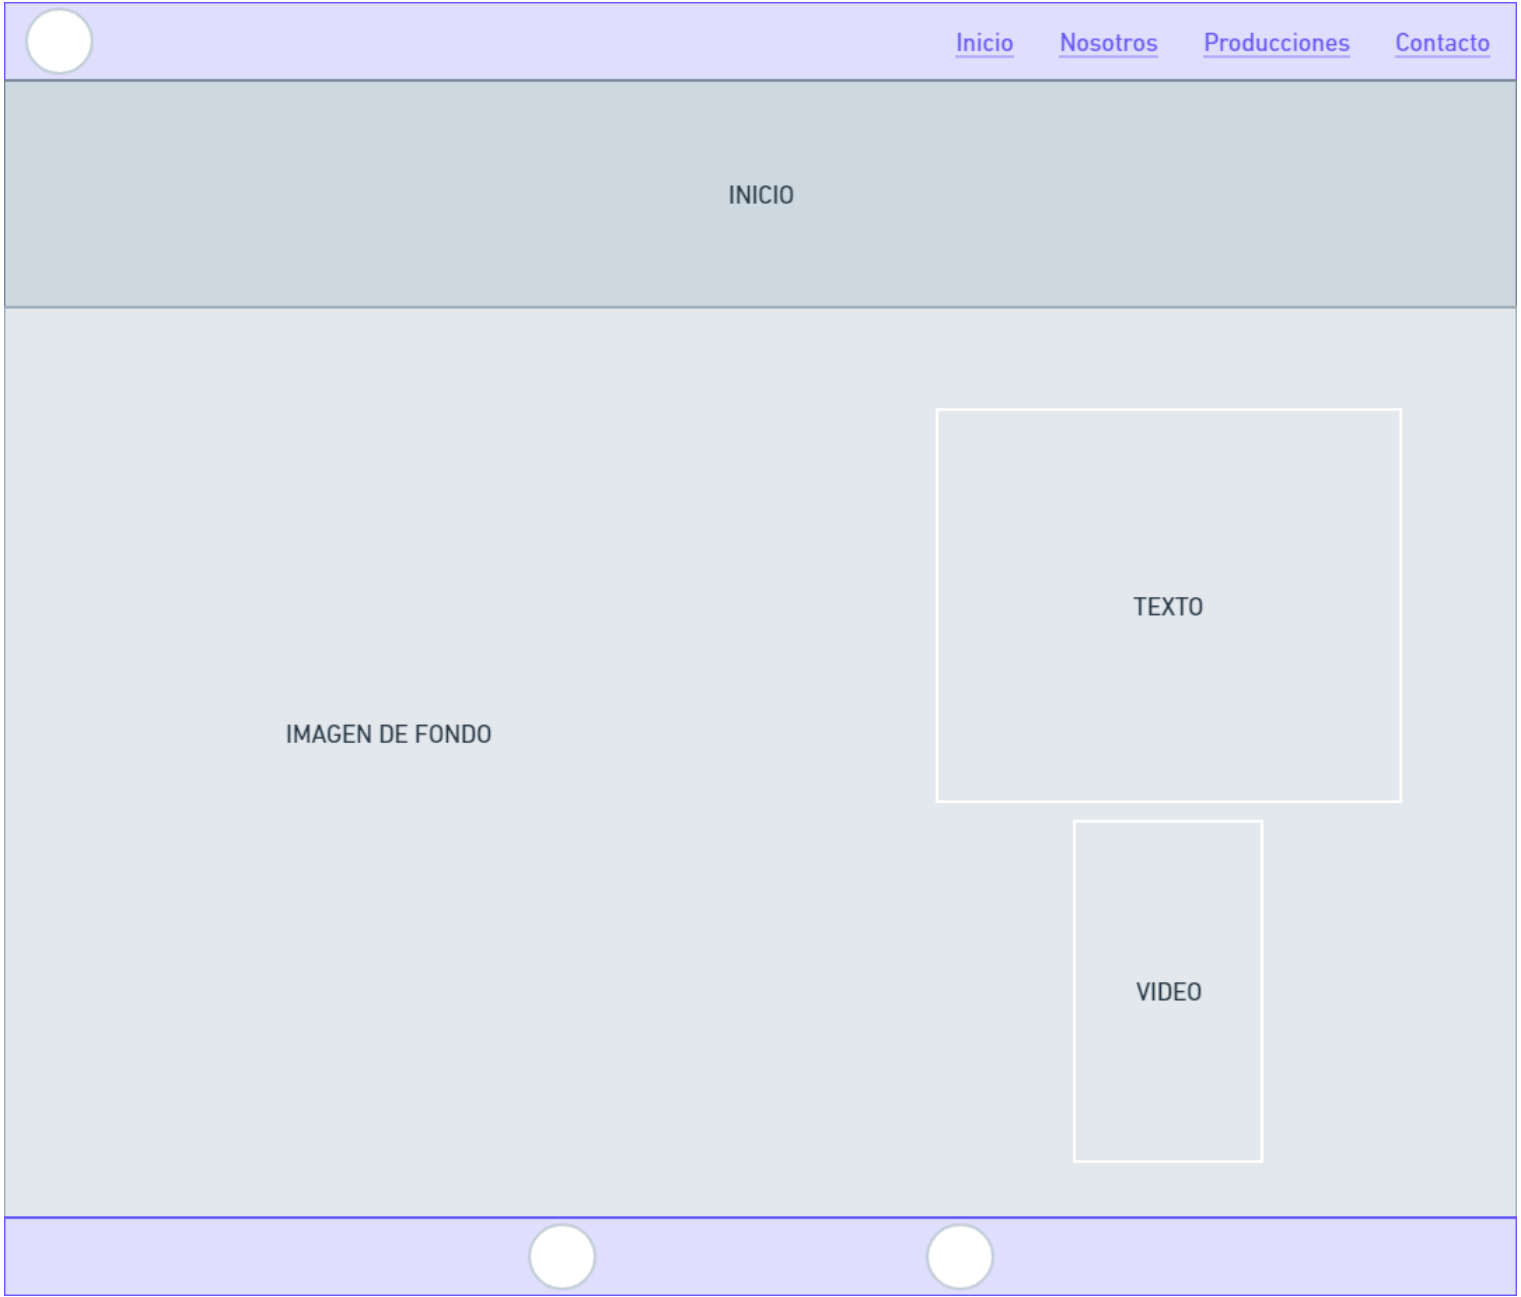 Inicio Nosotros Producciones Contacto
INICIO
TEXTO
IMAGEN DE FONDO
VIDEO